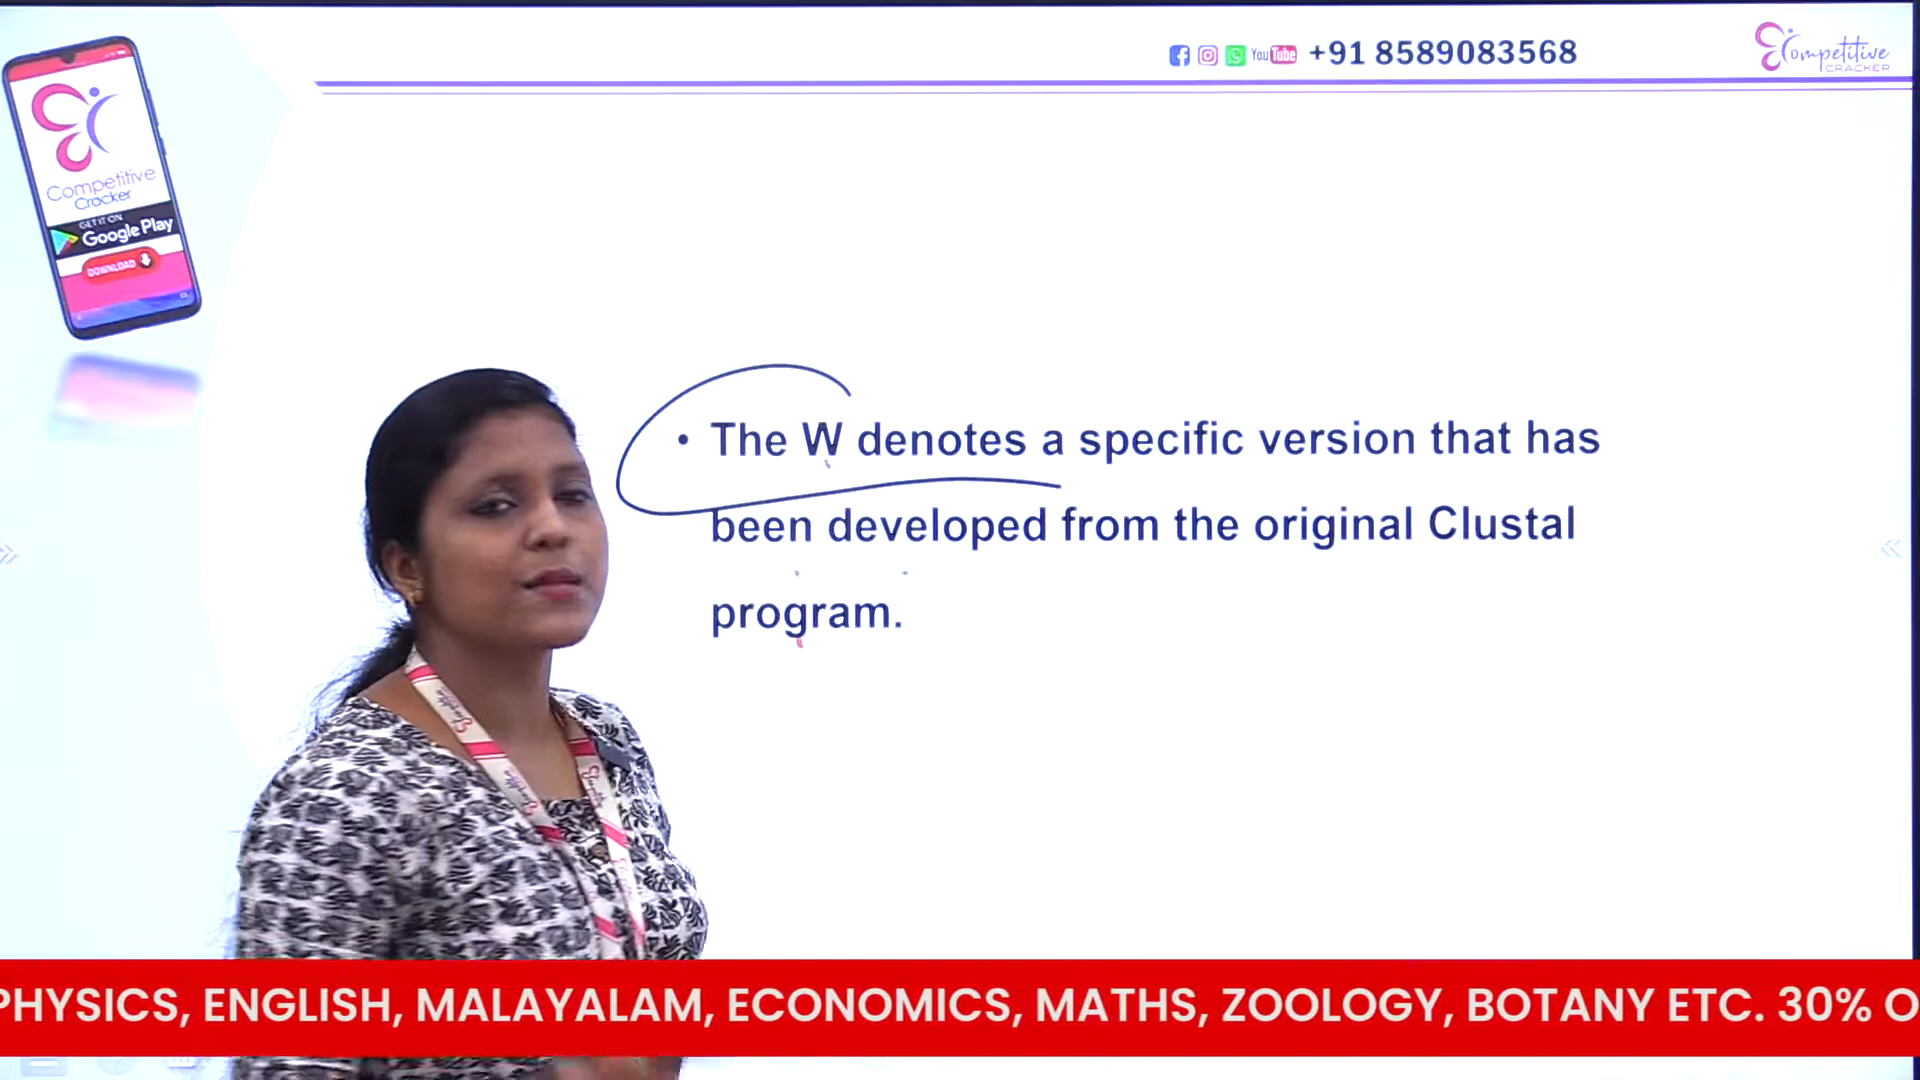 YouTube +91 8589083568
Competitive
CRACKER
Competitive
Cracker
GET IT ON
Google Play
DOWNLOAD
• The W denotes a specific version that has
been developed from the original Clustal
program.
PHYSICS, ENGLISH, MALAYALAM, ECONOMICS, MATHS, ZOOLOGY, BOTANY ETC. 30% O